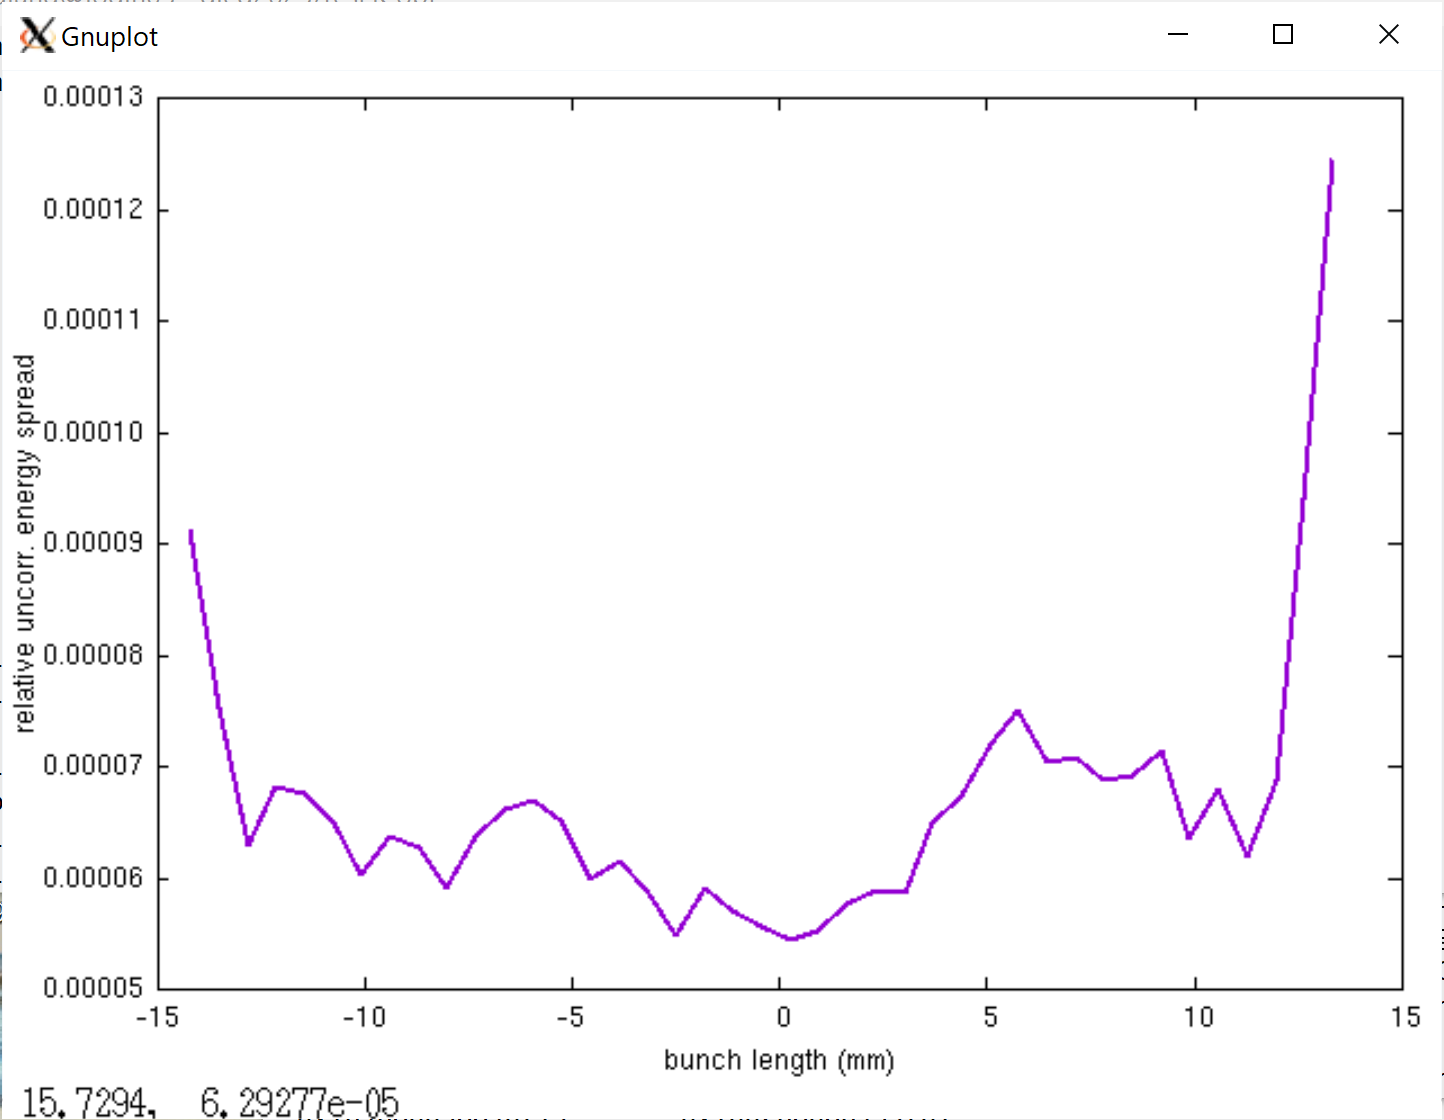 Gnuplot
0.00013
0.00012
0.00011
0.00010
0.00009
0.00008
0.00007
0.00006
0.00005
relative uncorr. energy spread
-15 -10 -5 0 5 10 15
bunch length (mm)
15.7294, 6.29277e-05